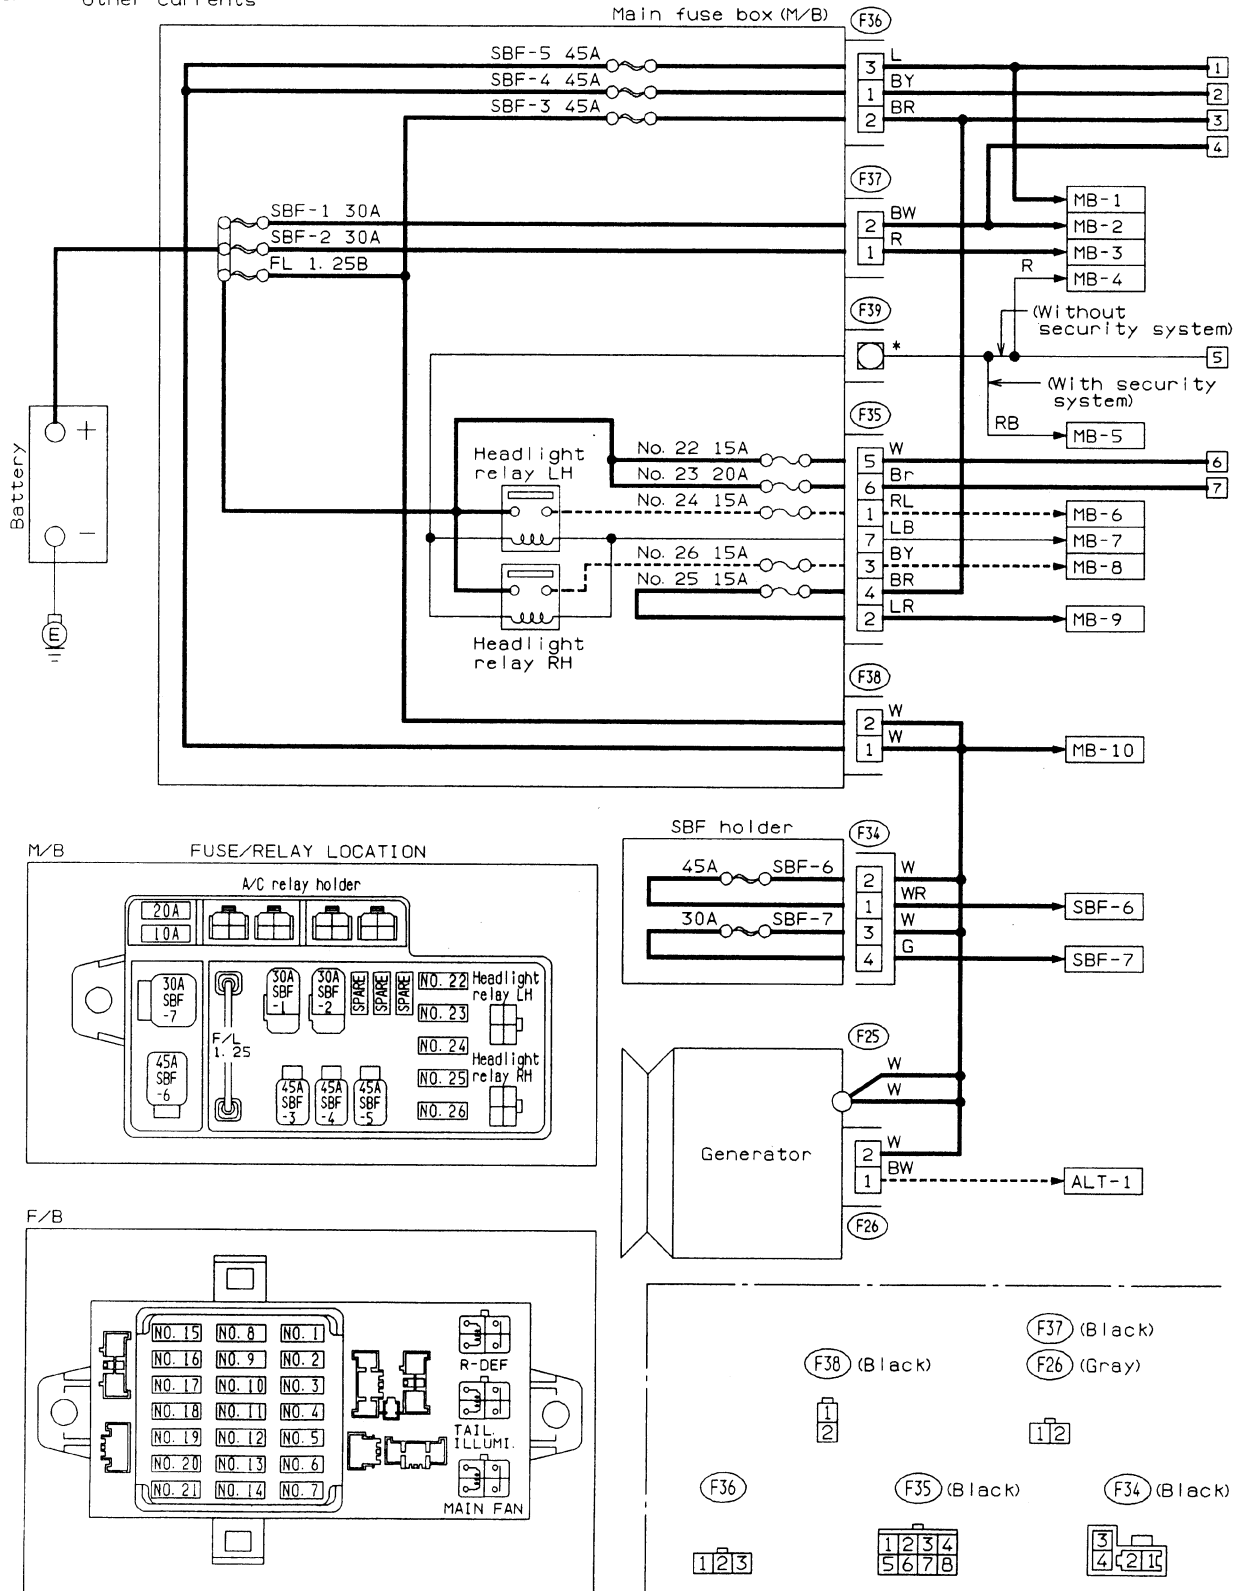 Other currents
Main fuse box (M/B)
F36
SBF-5 45A
3
L
1
SBF-4 45A
1
BY
2
SBF-3 45A
2
BR
3
4
F37
SBF-1 30A
2
BW
MB-1
MB-2
SBF-2 30A
1
R
MB-3
FL 1.25B
R
MB-4
F39
(Without
security system)
*
5
(With security
system)
F35
RB
MB-5
Battery
+
-
E
Headlight
relay LH
No. 22 15A
5
W
6
No. 23 20A
6
Br
7
No. 24 15A
1
RL
MB-6
7
LB
MB-7
No. 26 15A
3
BY
MB-8
No. 25 15A
4
BR
2
LR
MB-9
Headlight
relay RH
F38
2
W
1
W
MB-10
SBF holder
F34
45A
SBF-6
2
W
1
WR
SBF-6
30A
SBF-7
3
W
4
G
SBF-7
M/B
FUSE/RELAY LOCATION
A/C relay holder
20A
10A
30A
SBF
-7
45A
SBF
-6
F/L
1.25
30A
SBF
-1
30A
SBF
-2
SPARE
SPARE
SPARE
NO. 22
NO. 23
NO. 24
NO. 25
NO. 26
Headlight
relay LH
Headlight
relay RH
45A
SBF
-3
45A
SBF
-4
45A
SBF
-5
F25
W
W
Generator
2
W
1
BW
ALT-1
F26
F/B
NO. 15
NO. 8
NO. 1
NO. 16
NO. 9
NO. 2
NO. 17
NO. 10
NO. 3
NO. 18
NO. 11
NO. 4
NO. 19
NO. 12
NO. 5
NO. 20
NO. 13
NO. 6
NO. 21
NO. 14
NO. 7
R-DEF
TAIL.
ILLUMI.
MAIN FAN
F37 (Black)
F38 (Black)
F26 (Gray)
1
2
1 2
F36
F35 (Black)
F34 (Black)
1 2 3
1 2 3 4
5 6 7 8
3
4 2 1